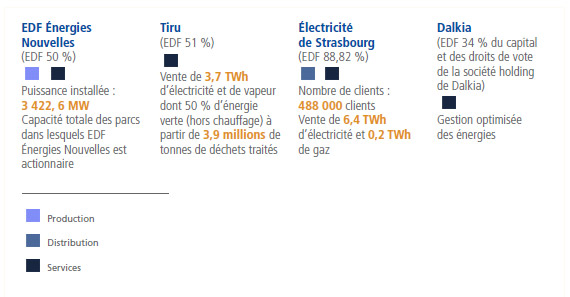 EDF Énergies
Nouvelles
(EDF 50 %)
Puissance installée :
3 422, 6 MW
Capacité totale des parcs
dans lesquels EDF
Énergies Nouvelles est
actionnaire
Tiru
(EDF 51 %)
Vente de 3,7 TWh
d’électricité et de vapeur
dont 50 % d’énergie
verte (hors chauffage) à
partir de 3,9 millions de
tonnes de déchets traités
Électricité
de Strasbourg
(EDF 88,82 %)
Nombre de clients :
488 000 clients
Vente de 6,4 TWh
d’électricité et 0,2 TWh
de gaz
Dalkia
(EDF 34 % du capital
et des droits de vote
de la société holding
de Dalkia)
Gestion optimisée
des énergies
Production
Distribution
Services